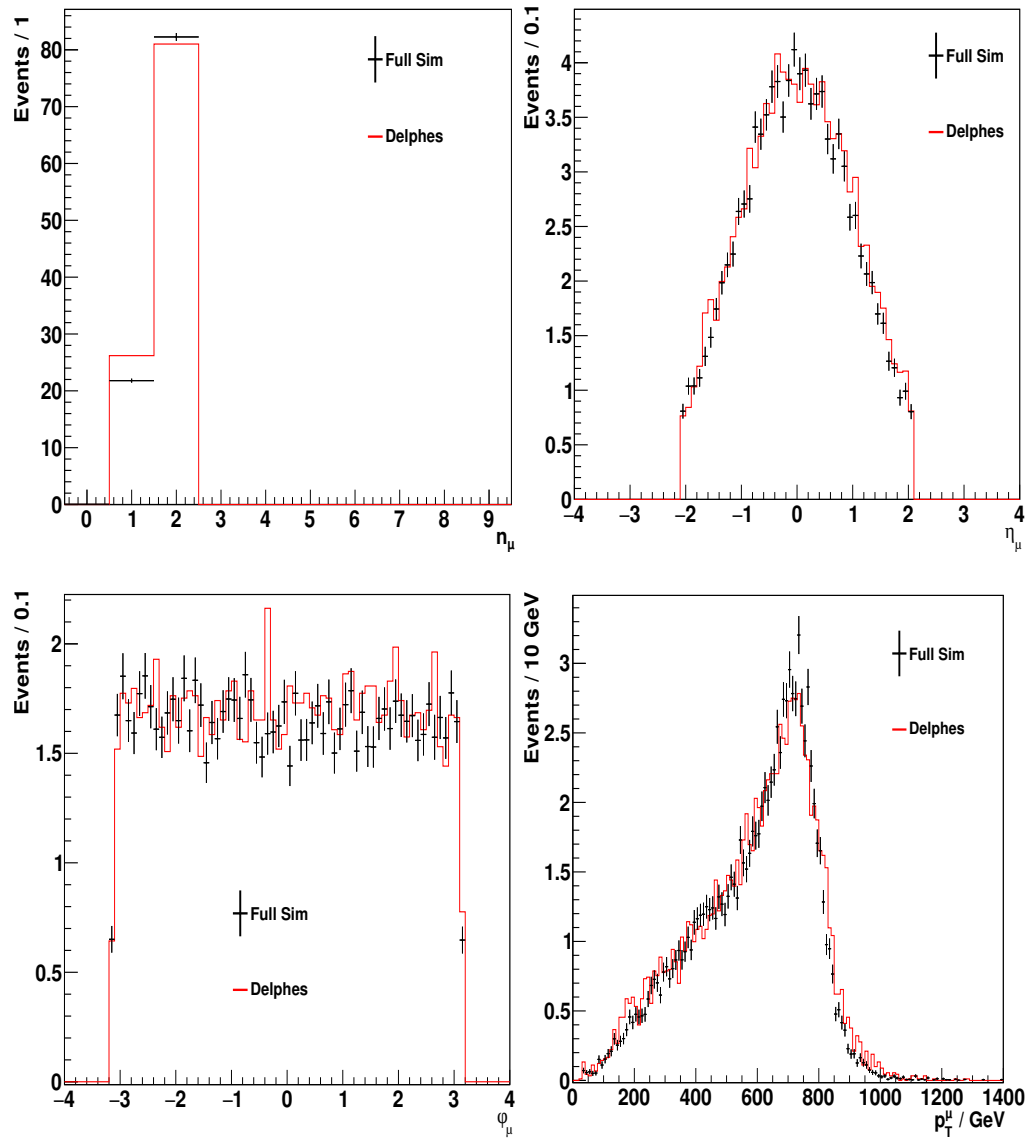 Events / 1
80
70
60
50
40
30
20
10
0
Full Sim
Delphes
0 1 2 3 4 5 6 7 8 9
n_μ
Events / 0.1
4
3.5
3
2.5
2
1.5
1
0.5
0
Full Sim
Delphes
−4 −3 −2 −1 0 1 2 3 4
η_μ
Events / 0.1
2
1.5
1
0.5
0
Full Sim
Delphes
−4 −3 −2 −1 0 1 2 3 4
φ_μ
Events / 10 GeV
3
2.5
2
1.5
1
0.5
0
Full Sim
Delphes
0 200 400 600 800 1000 1200 1400
p_T^μ / GeV